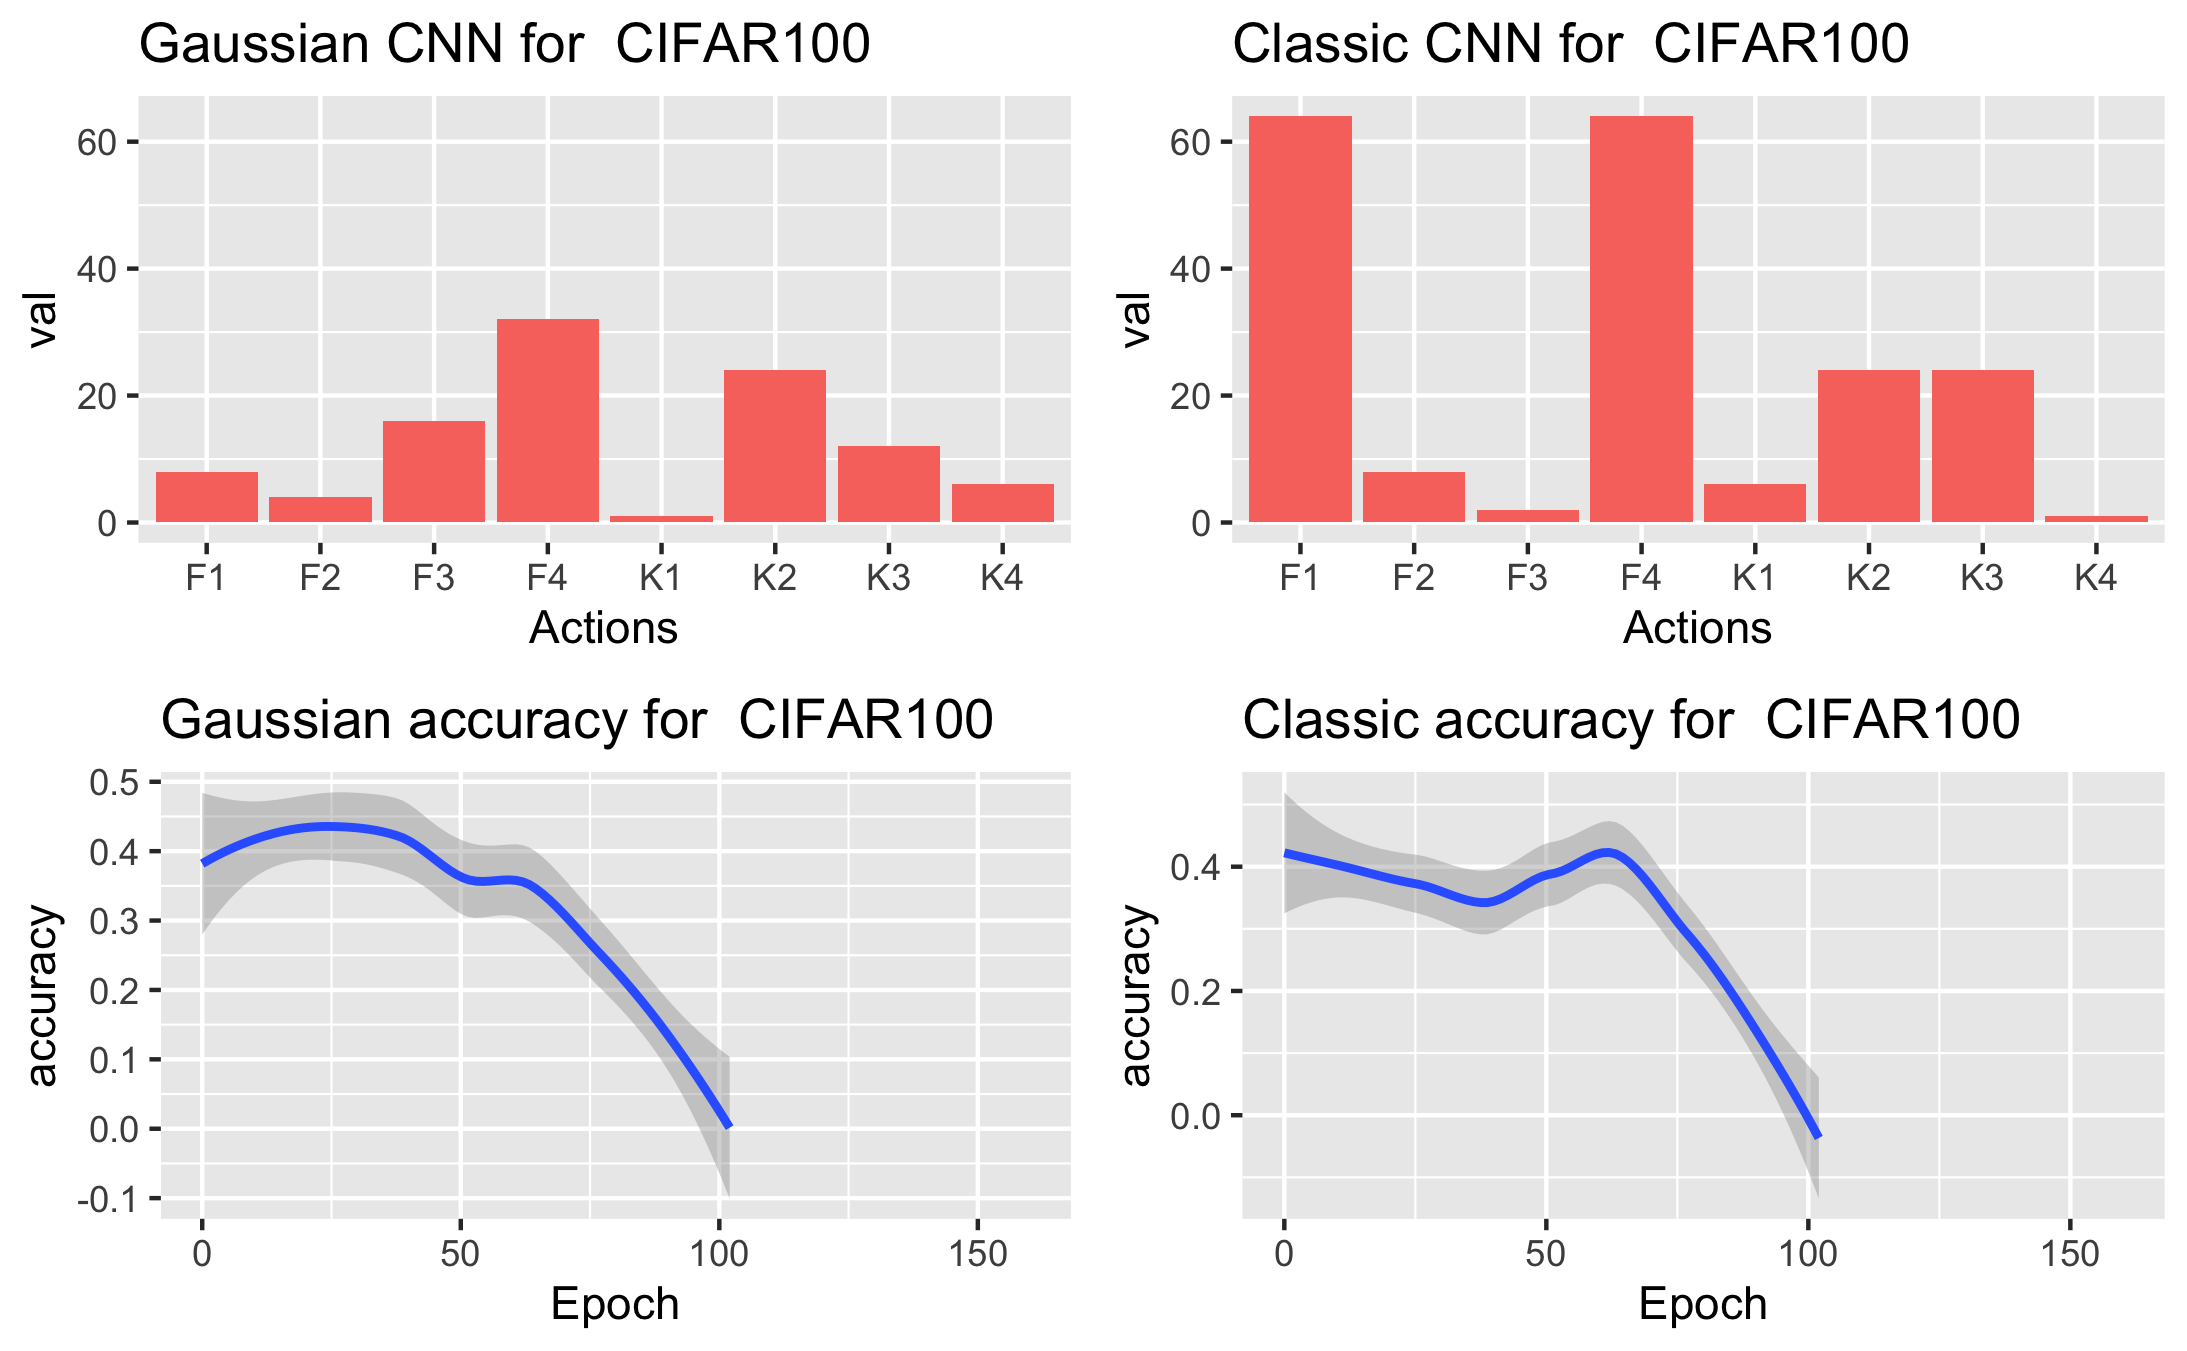 Gaussian CNN for  CIFAR100
60
40
20
0
val
F1 F2 F3 F4 K1 K2 K3 K4
Actions
Classic CNN for  CIFAR100
60
40
20
0
val
F1 F2 F3 F4 K1 K2 K3 K4
Actions
Gaussian accuracy for  CIFAR100
0.5
0.4
0.3
0.2
0.1
0.0
-0.1
accuracy
0 50 100 150
Epoch
Classic accuracy for  CIFAR100
0.4
0.2
0.0
accuracy
0 50 100 150
Epoch